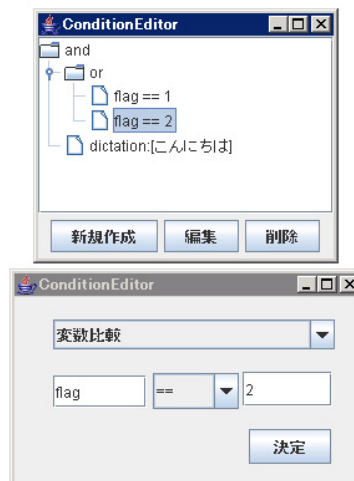 ConditionEditor
and
or
flag == 1
flag == 2
dictation:[こんにちは]
新規作成 編集 削除
ConditionEditor
変数比較
flag == 2
決定